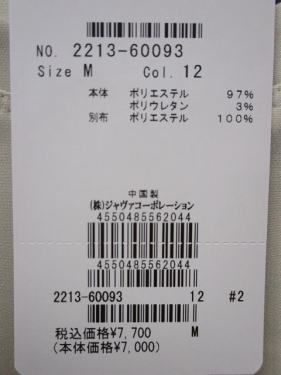 NO. 2213-60093
Size M Col. 12
本体 ポリエステル 97%
ポリウレタン 3%
別布 ポリエステル 100%
中国製
(株)ジャヴァコーポレーション
4550485562044
4550485562044
2213-60093 12 #2
税込価格¥7,700 M
(本体価格¥7,000)